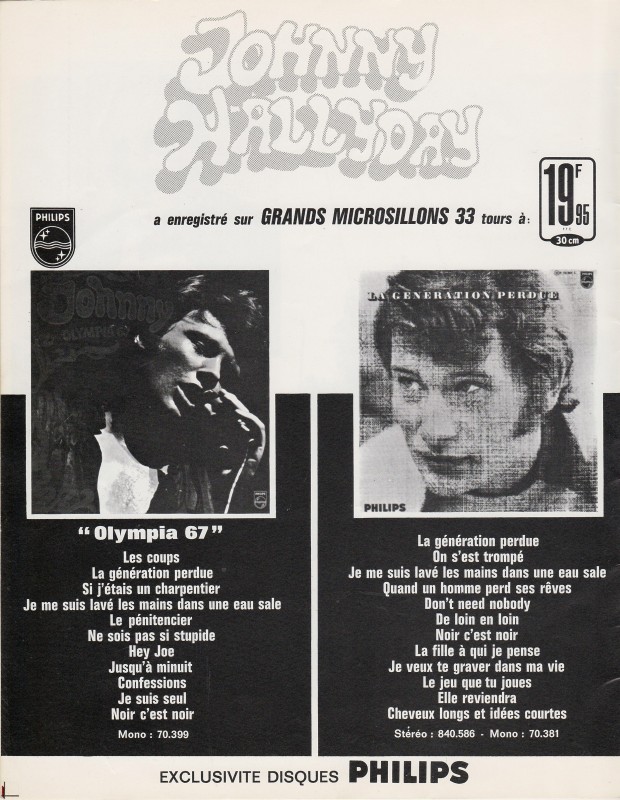 JOHNNY
HALLYDAY
a enregistré sur GRANDS MICROSILLONS 33 tours à:
19F
95
30 cm
PHILIPS
Johnny
OLYMPIA
LA GENERATION PERDUE
PHILIPS
"Olympia 67"
Les coups
La génération perdue
Si j'étais un charpentier
Je me suis lavé les mains dans une eau sale
Le pénitencier
Ne sois pas si stupide
Hey Joe
Jusqu'à minuit
Confessions
Je suis seul
Noir c'est noir
Mono : 70.399
La génération perdue
On s'est trompé
Je me suis lavé les mains dans une eau sale
Quand un homme perd ses rêves
Don't need nobody
De loin en loin
Noir c'est noir
La fille à qui je pense
Je veux te graver dans ma vie
Le jeu que tu joues
Elle reviendra
Cheveux longs et idées courtes
Stéréo : 840.586 - Mono : 70.381
EXCLUSIVITE DISQUES PHILIPS